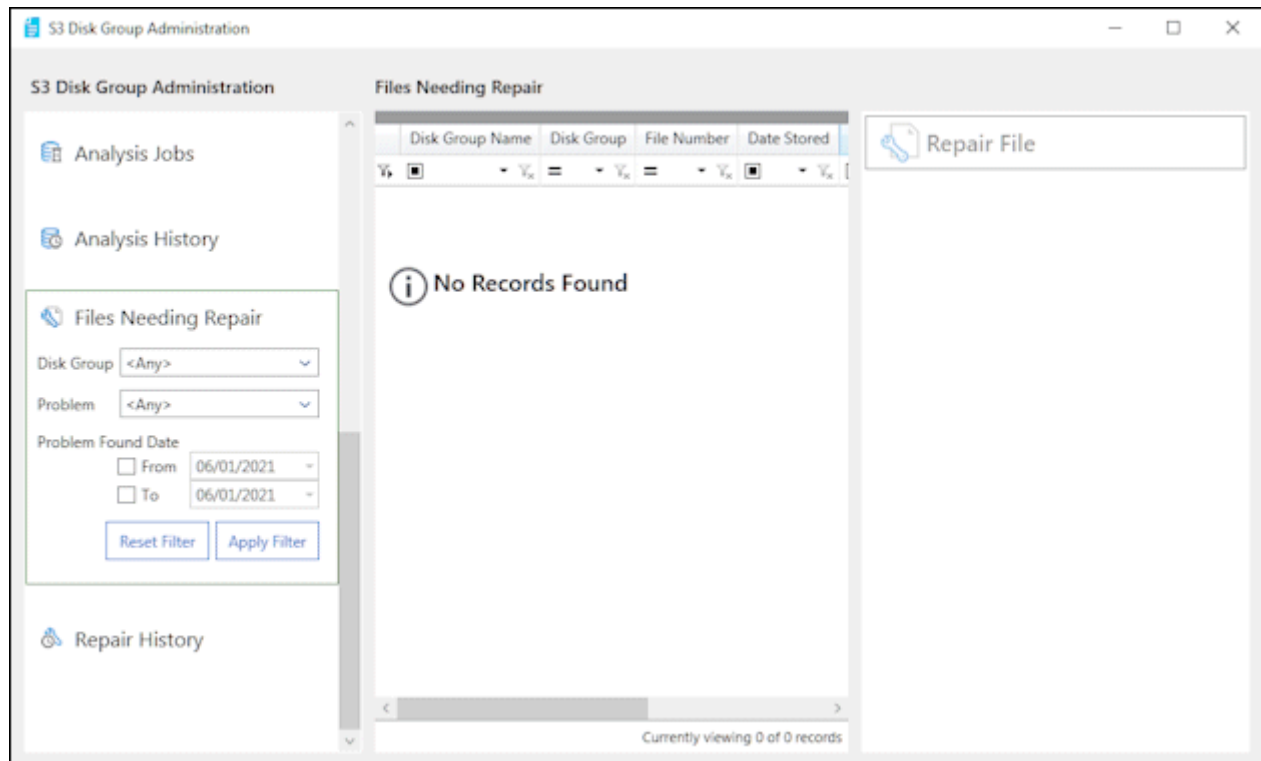 S3 Disk Group Administration
S3 Disk Group Administration
Analysis Jobs
Analysis History
Files Needing Repair
Disk Group <Any>
Problem <Any>
Problem Found Date
From 06/01/2021
To 06/01/2021
Reset Filter Apply Filter
Repair History
Files Needing Repair
Disk Group Name Disk Group File Number Date Stored
= =
No Records Found
Currently viewing 0 of 0 records
Repair File